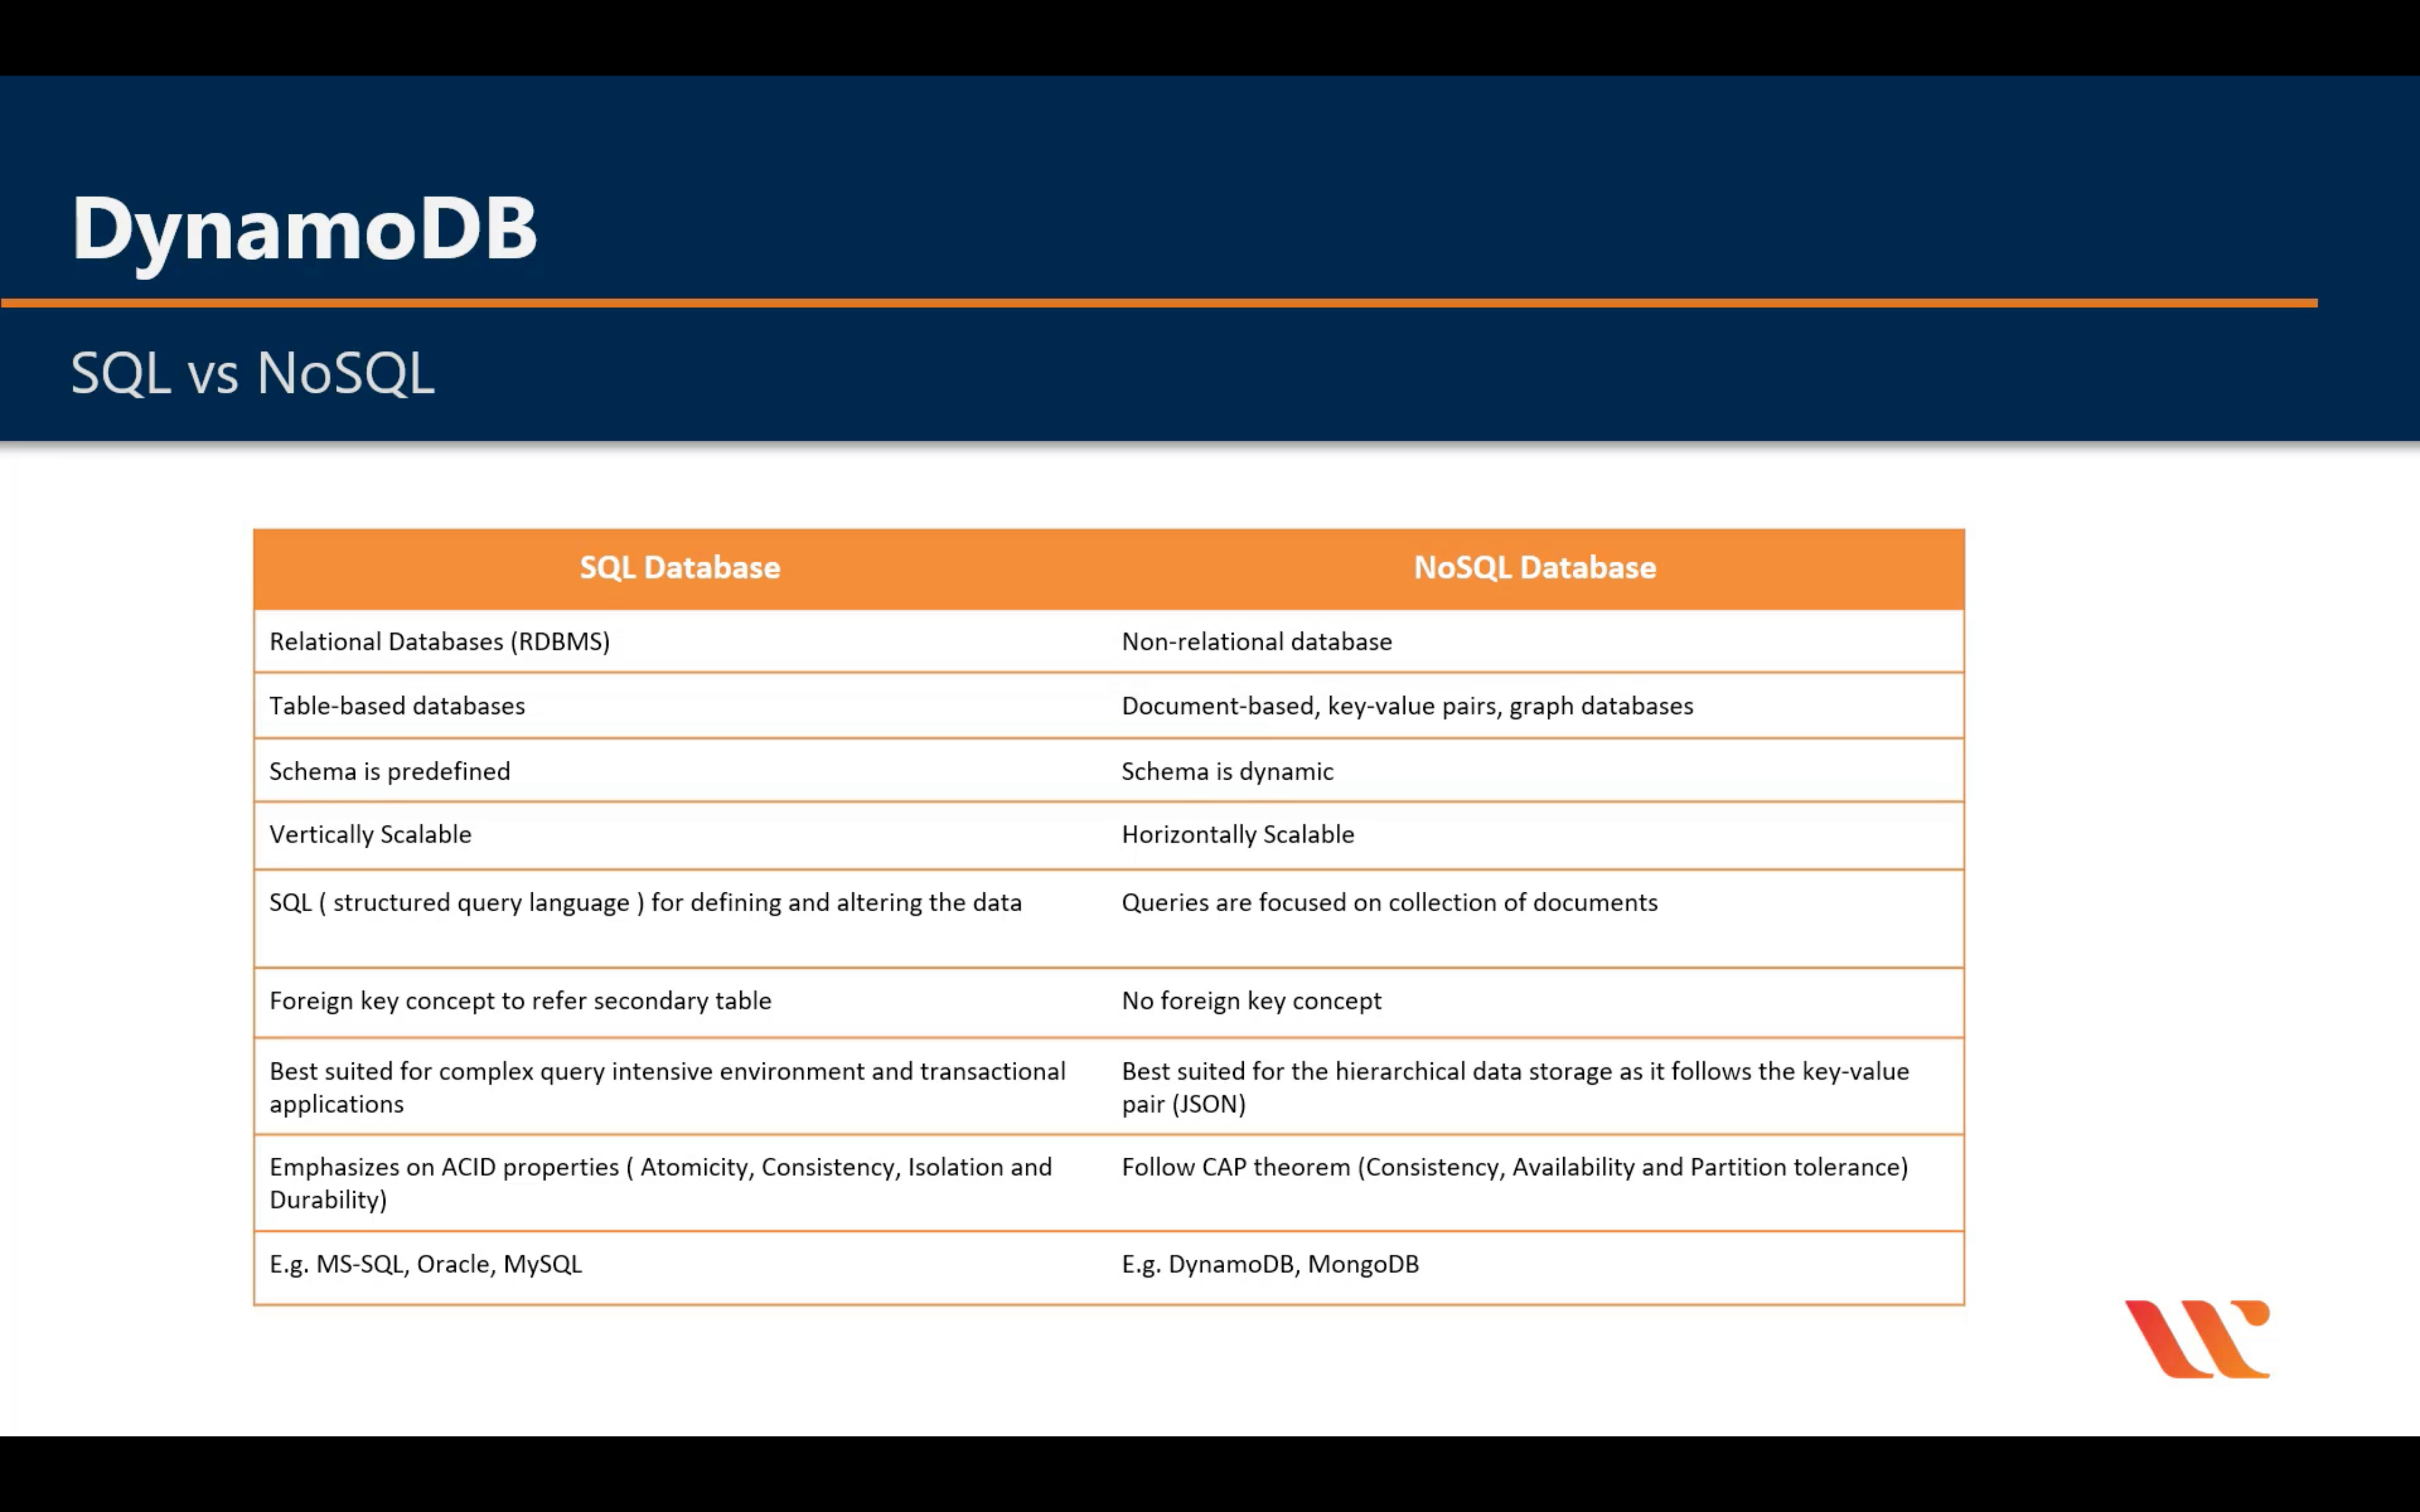 DynamoDB
SQL vs NoSQL
SQL Database NoSQL Database
Relational Databases (RDBMS) Non-relational database
Table-based databases Document-based, key-value pairs, graph databases
Schema is predefined Schema is dynamic
Vertically Scalable Horizontally Scalable
SQL ( structured query language ) for defining and altering the data Queries are focused on collection of documents
Foreign key concept to refer secondary table No foreign key concept
Best suited for complex query intensive environment and transactional
applications
Best suited for the hierarchical data storage as it follows the key-value
pair (JSON)
Emphasizes on ACID properties ( Atomicity, Consistency, Isolation and
Durability)
Follow CAP theorem (Consistency, Availability and Partition tolerance)
E.g. MS-SQL, Oracle, MySQL E.g. DynamoDB, MongoDB